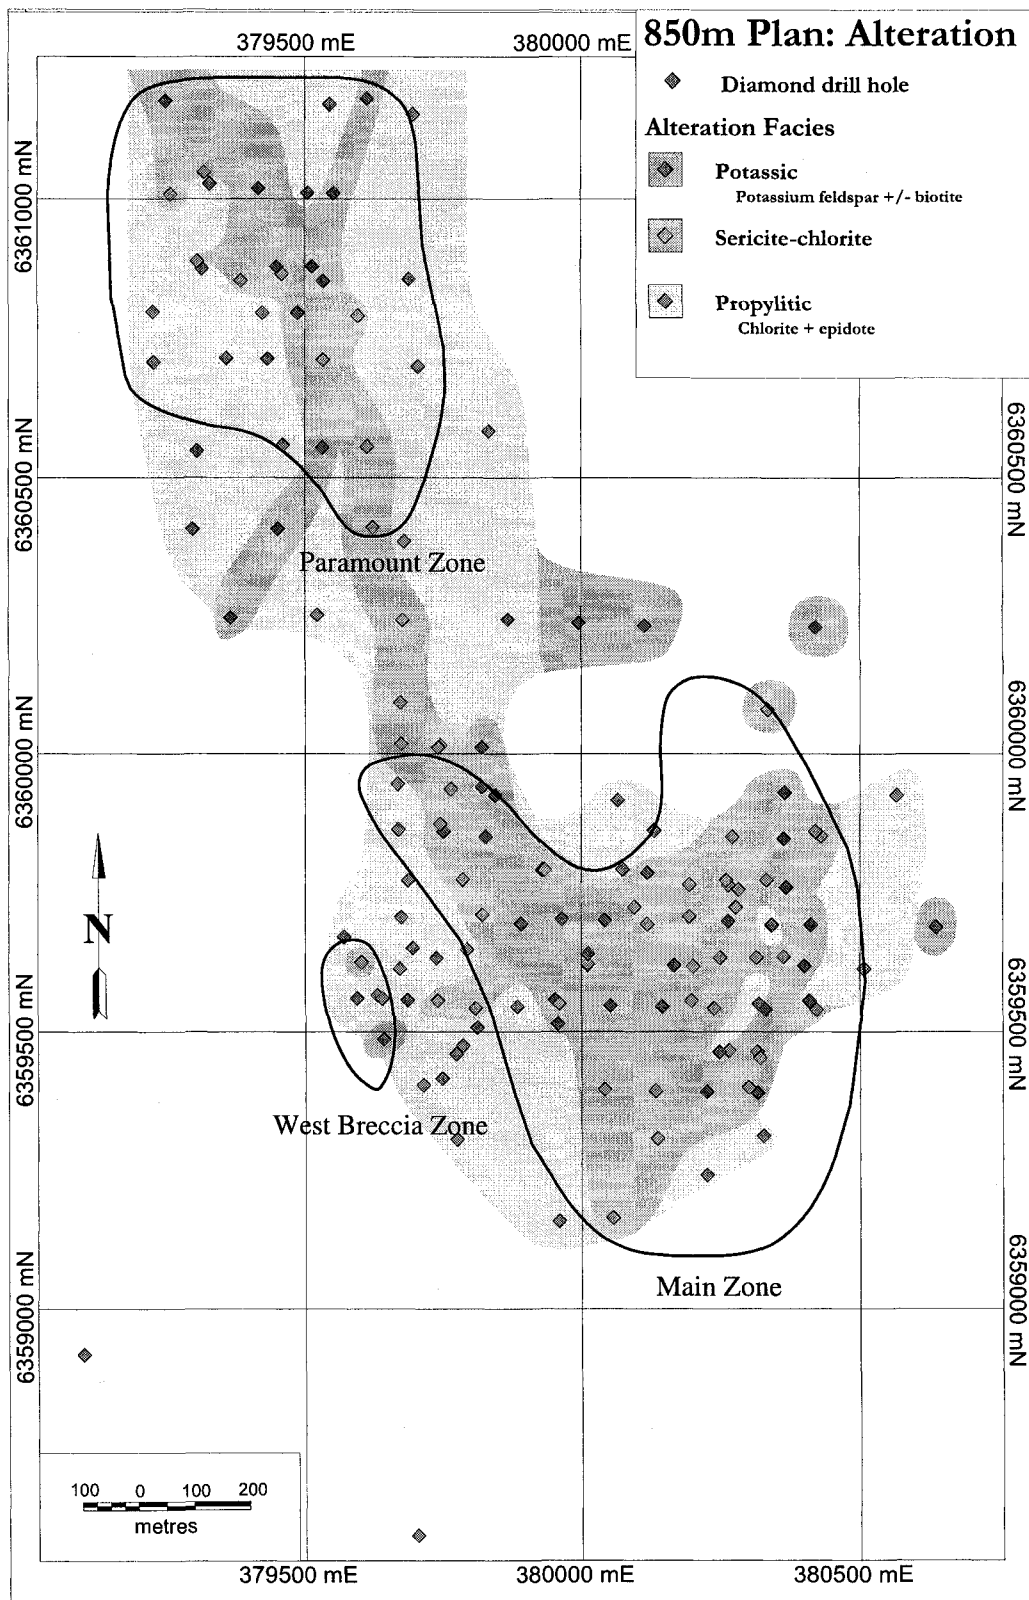 379500 mE
380000 mE
850m Plan: Alteration
Diamond drill hole
Alteration Facies
Potassic
Potassium feldspar +/- biotite
Sericite-chlorite
Propylitic
Chlorite + epidote
6361000 mN
6360500 mN
6360500 mN
Paramount Zone
6360000 mN
6360000 mN
N
6359500 mN
6359500 mN
West Breccia Zone
Main Zone
6359000 mN
6359000 mN
100 0 100 200
metres
379500 mE
380000 mE
380500 mE